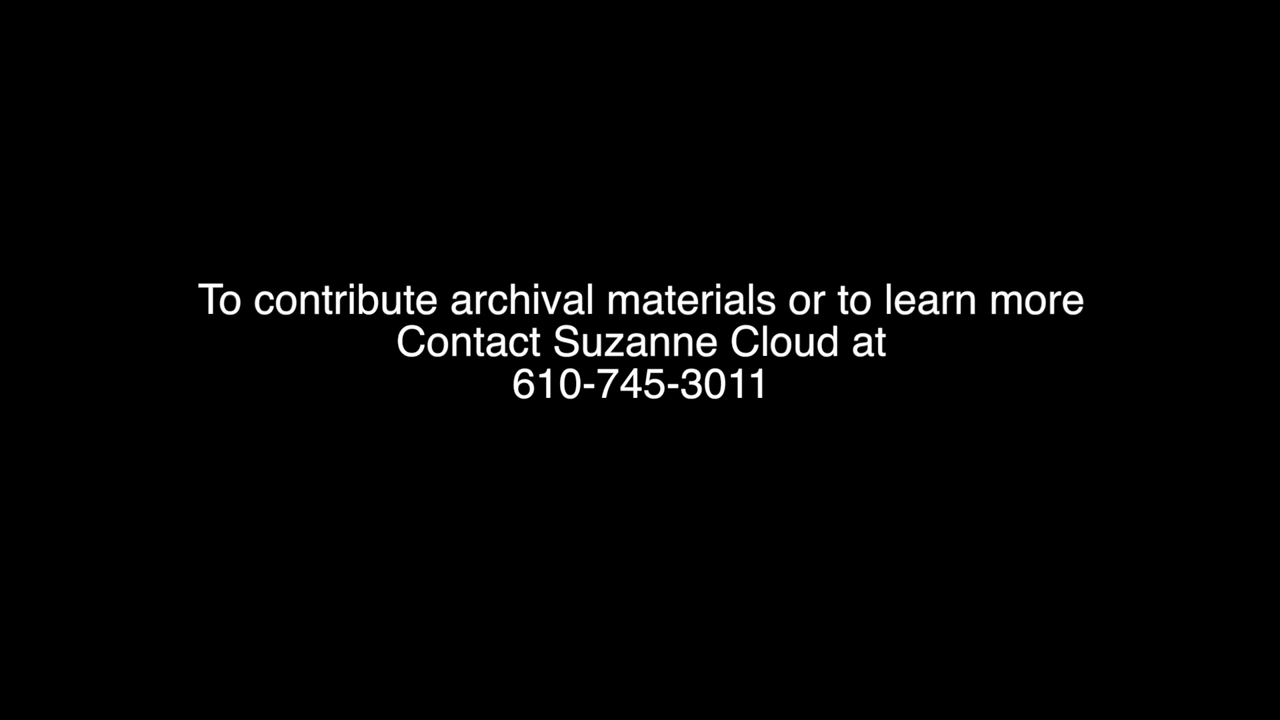 To contribute archival materials or to learn more
Contact Suzanne Cloud at
610-745-3011